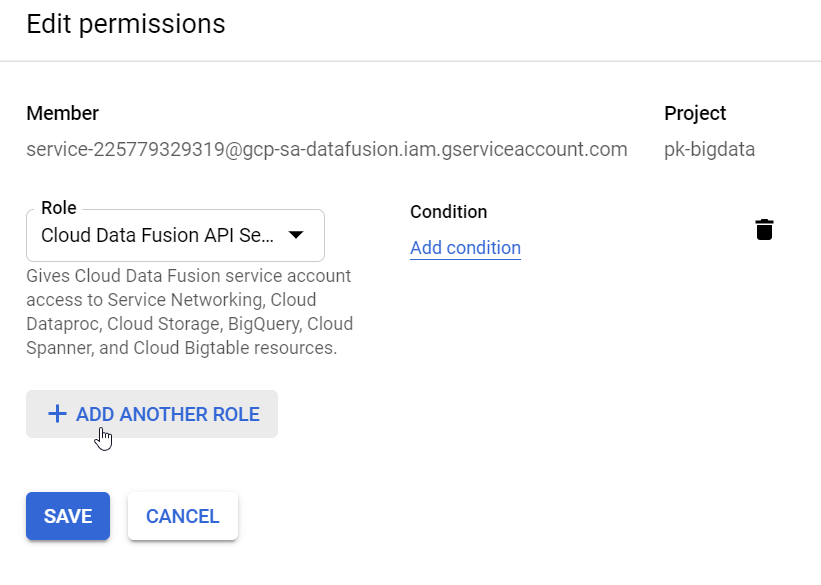 Edit permissions
Member
Project
service-225779329319@gcp-sa-datafusion.iam.gserviceaccount.com
pk-bigdata
Role
Condition
Cloud Data Fusion API Se...
Add condition
Gives Cloud Data Fusion service account
access to Service Networking, Cloud
Dataproc, Cloud Storage, BigQuery, Cloud
Spanner, and Cloud Bigtable resources.
+ ADD ANOTHER ROLE
SAVE
CANCEL